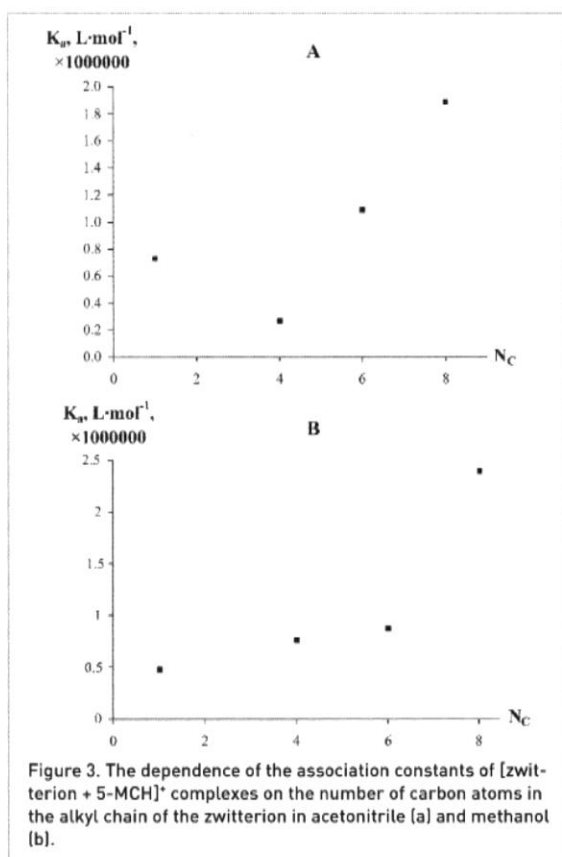 Kₐ, L·mol⁻¹,
×1000000
A
2.0
1.8
1.6
1.4
1.2
1.0
0.8
0.6
0.4
0.2
0.0
0 2 4 6 8
N_C
Kₐ, L·mol⁻¹,
×1000000
B
2.5
2
1.5
1
0.5
0
0 2 4 6 8
N_C
Figure 3. The dependence of the association constants of [zwit-
terion + 5-MCH]⁺ complexes on the number of carbon atoms in
the alkyl chain of the zwitterion in acetonitrile (a) and methanol
(b).